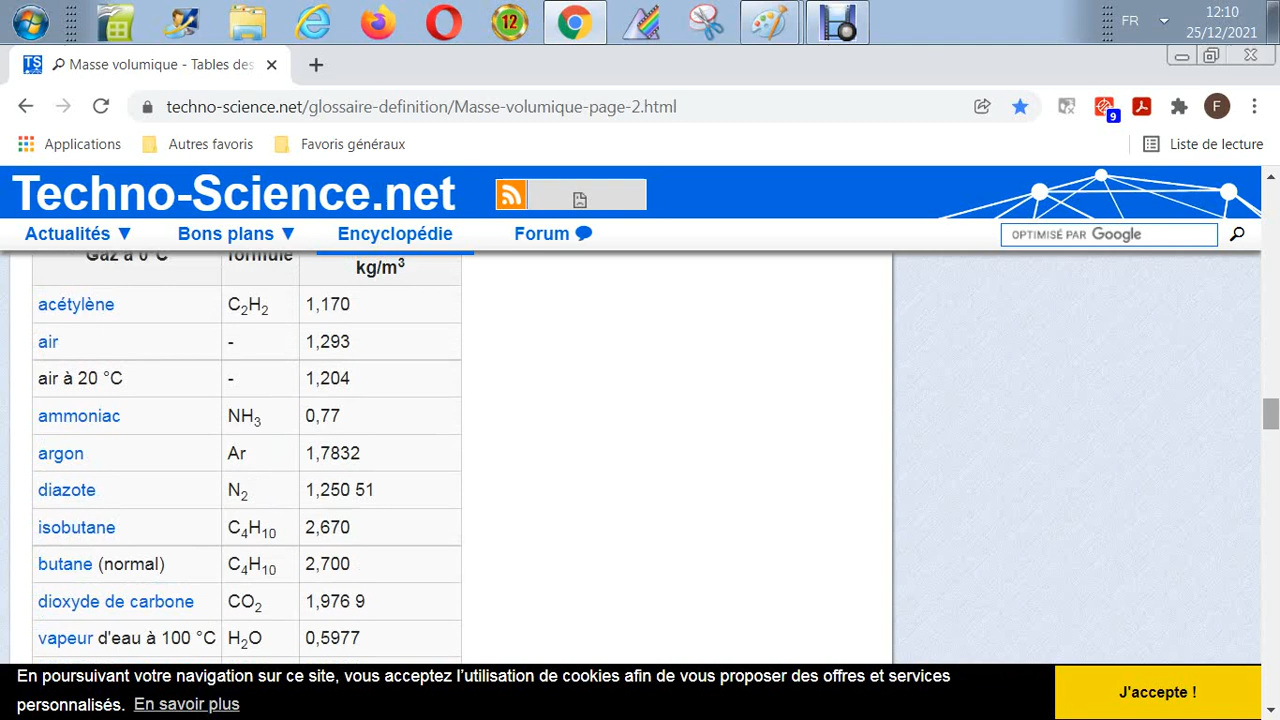 12
FR
12:10
25/12/2021
TS Masse volumique - Tables des
techno-science.net/glossaire-definition/Masse-volumique-page-2.html
9
F
Applications Autres favoris Favoris généraux Liste de lecture
Techno-Science.net
Actualités ▼ Bons plans ▼ Encyclopédie Forum OPTIMISÉ PAR Google
Gaz à 0°C formule
kg/m³
acétylène C₂H₂ 1,170
air - 1,293
air à 20 °C - 1,204
ammoniac NH₃ 0,77
argon Ar 1,7832
diazote N₂ 1,250 51
isobutane C₄H₁₀ 2,670
butane (normal) C₄H₁₀ 2,700
dioxyde de carbone CO₂ 1,976 9
vapeur d'eau à 100 °C H₂O 0,5977
En poursuivant votre navigation sur ce site, vous acceptez l'utilisation de cookies afin de vous proposer des offres et services
personnalisés. En savoir plus
J'accepte !